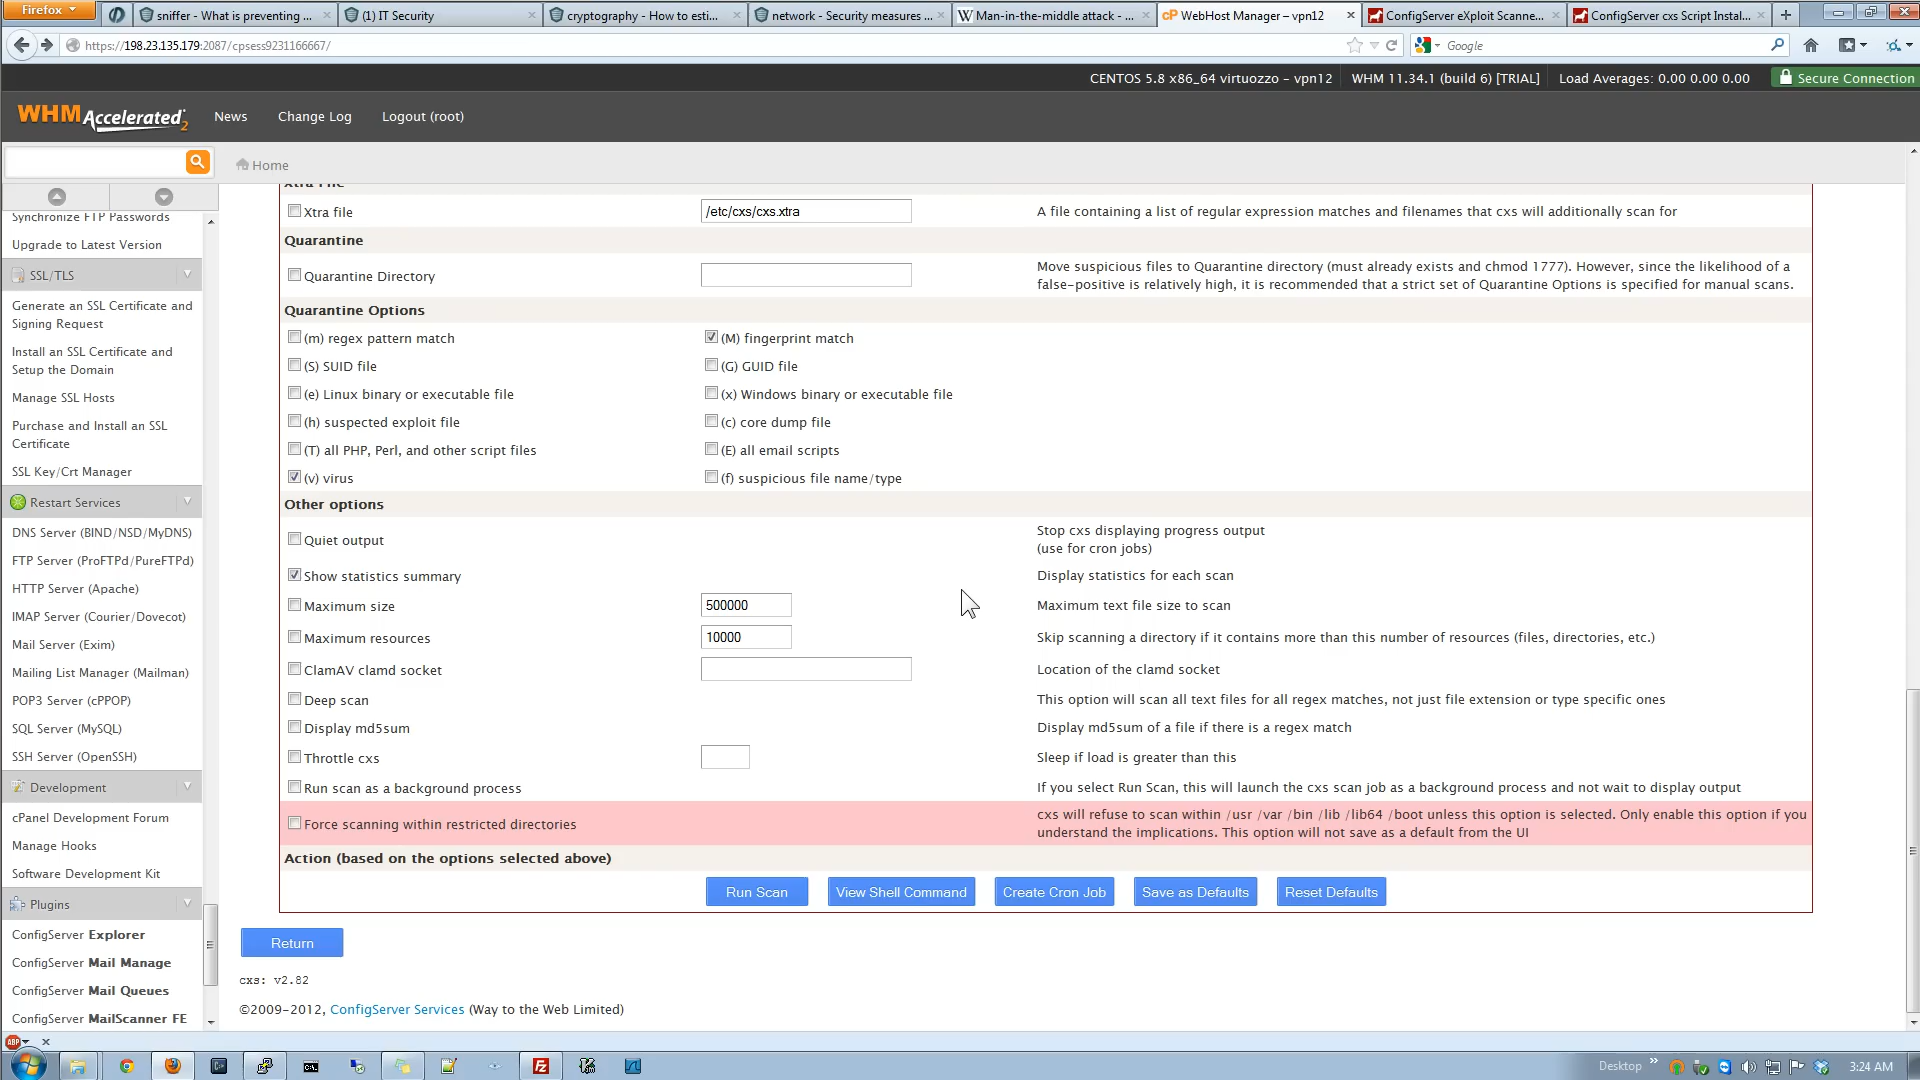 Firefox
sniffer - What is preventing ...
(1) IT Security
cryptography - How to esti...
network - Security measures ...
Man-in-the-middle attack - ...
cP WebHost Manager – vpn12
ConfigServer eXploit Scanne...
ConfigServer cxs Script Instal...
https://198.23.135.179:2087/cpsess9231166667/
Google
CENTOS 5.8 x86_64 virtuozzo – vpn12
WHM 11.34.1 (build 6) [TRIAL]
Load Averages: 0.00 0.00 0.00
Secure Connection
WHM Accelerated2
News
Change Log
Logout (root)
Home
Synchronize FTP Passwords
Upgrade to Latest Version
SSL/TLS
Generate an SSL Certificate and
Signing Request
Install an SSL Certificate and
Setup the Domain
Manage SSL Hosts
Purchase and Install an SSL
Certificate
SSL Key/Crt Manager
Restart Services
DNS Server (BIND/NSD/MyDNS)
FTP Server (ProFTPd/PureFTPd)
HTTP Server (Apache)
IMAP Server (Courier/Dovecot)
Mail Server (Exim)
Mailing List Manager (Mailman)
POP3 Server (cPPOP)
SQL Server (MySQL)
SSH Server (OpenSSH)
Development
cPanel Development Forum
Manage Hooks
Software Development Kit
Plugins
ConfigServer Explorer
ConfigServer Mail Manage
ConfigServer Mail Queues
ConfigServer MailScanner FE
Xtra File
Xtra file
/etc/cxs/cxs.xtra
A file containing a list of regular expression matches and filenames that cxs will additionally scan for
Quarantine
Quarantine Directory
Move suspicious files to Quarantine directory (must already exists and chmod 1777). However, since the likelihood of a
false-positive is relatively high, it is recommended that a strict set of Quarantine Options is specified for manual scans.
Quarantine Options
(m) regex pattern match
(M) fingerprint match
(S) SUID file
(G) GUID file
(e) Linux binary or executable file
(x) Windows binary or executable file
(h) suspected exploit file
(c) core dump file
(T) all PHP, Perl, and other script files
(E) all email scripts
(v) virus
(f) suspicious file name/type
Other options
Quiet output
Stop cxs displaying progress output
(use for cron jobs)
Show statistics summary
Display statistics for each scan
Maximum size
500000
Maximum text file size to scan
Maximum resources
10000
Skip scanning a directory if it contains more than this number of resources (files, directories, etc.)
ClamAV clamd socket
Location of the clamd socket
Deep scan
This option will scan all text files for all regex matches, not just file extension or type specific ones
Display md5sum
Display md5sum of a file if there is a regex match
Throttle cxs
Sleep if load is greater than this
Run scan as a background process
If you select Run Scan, this will launch the cxs scan job as a background process and not wait to display output
Force scanning within restricted directories
cxs will refuse to scan within /usr /var /bin /lib /lib64 /boot unless this option is selected. Only enable this option if you
understand the implications. This option will not save as a default from the UI
Action (based on the options selected above)
Run Scan
View Shell Command
Create Cron Job
Save as Defaults
Reset Defaults
Return
cxs: v2.82
©2009-2012, ConfigServer Services (Way to the Web Limited)
ABP
Desktop
3:24 AM